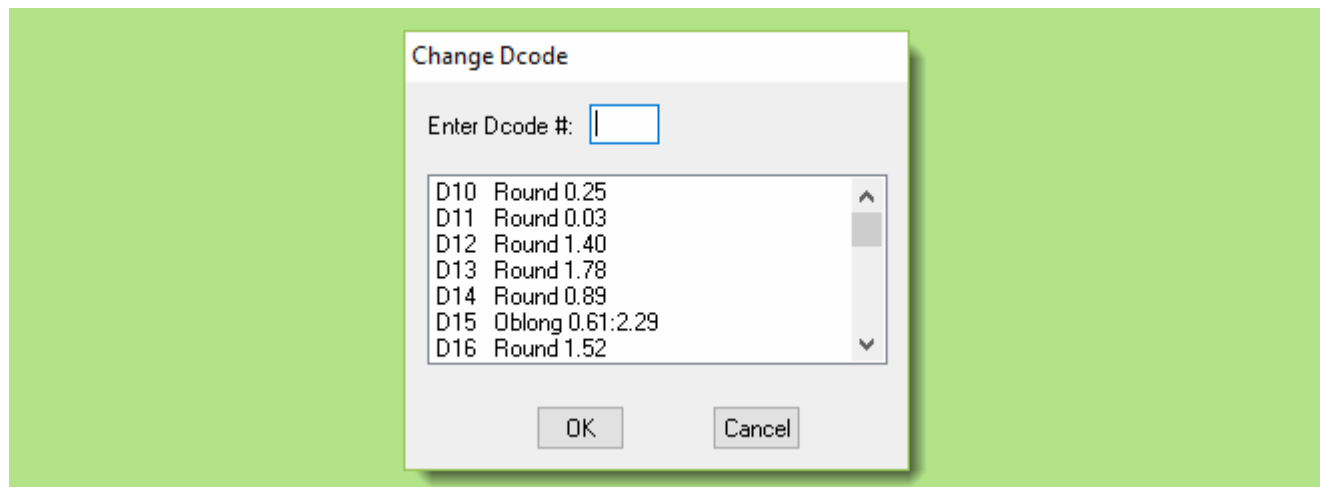 Change Dcode
Enter Dcode #:
D10 Round 0.25
D11 Round 0.03
D12 Round 1.40
D13 Round 1.78
D14 Round 0.89
D15 Oblong 0.61:2.29
D16 Round 1.52
OK Cancel